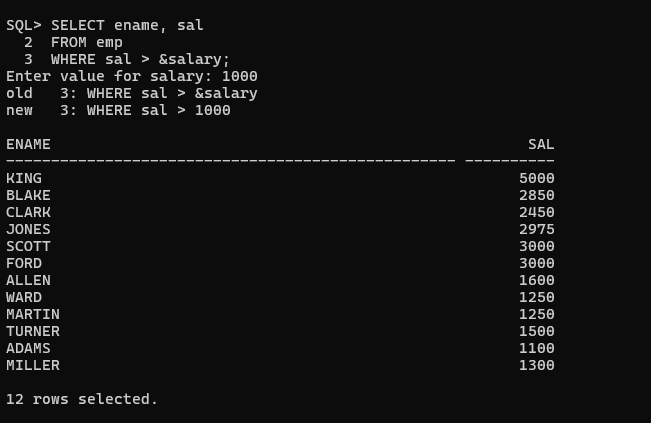 SQL> SELECT ename, sal
  2  FROM emp
  3  WHERE sal > &salary;
Enter value for salary: 1000
old   3: WHERE sal > &salary
new   3: WHERE sal > 1000
ENAME                                                     SAL
-------------------------------------------------- ----------
KING                                                     5000
BLAKE                                                    2850
CLARK                                                    2450
JONES                                                    2975
SCOTT                                                    3000
FORD                                                     3000
ALLEN                                                    1600
WARD                                                     1250
MARTIN                                                   1250
TURNER                                                   1500
ADAMS                                                    1100
MILLER                                                   1300
12 rows selected.